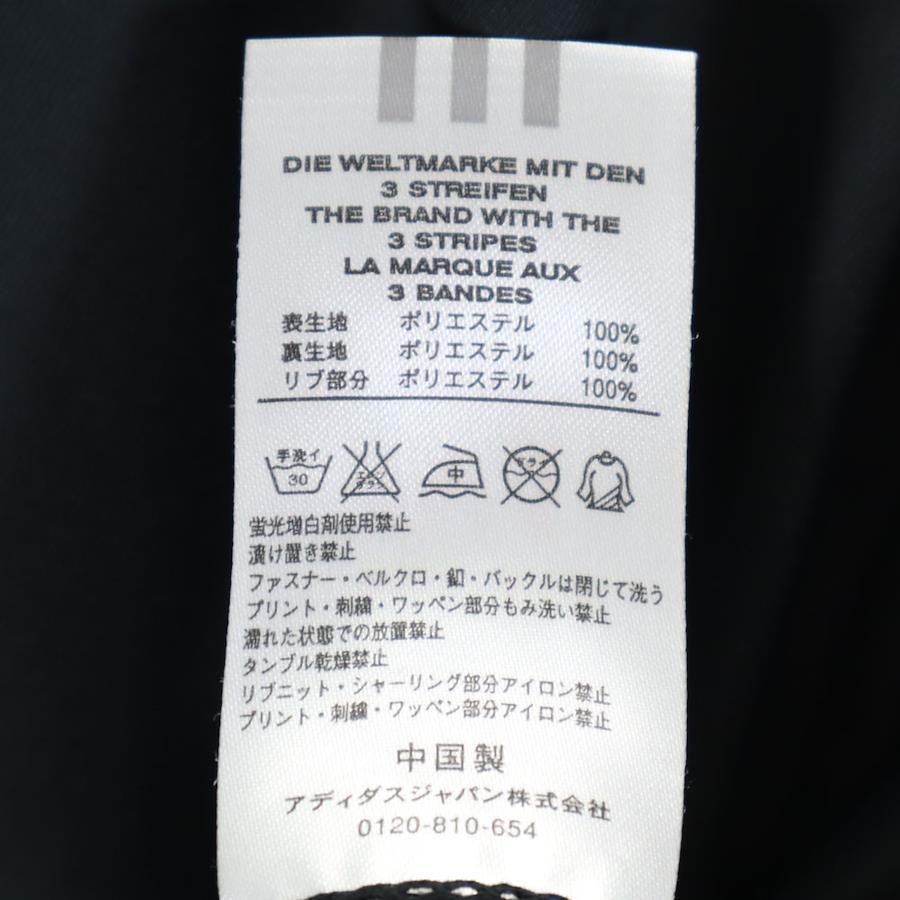 DIE WELTMARKE MIT DEN
3 STREIFEN
THE BRAND WITH THE
3 STRIPES
LA MARQUE AUX
3 BANDES
表生地 ポリエステル 100%
裏生地 ポリエステル 100%
リブ部分 ポリエステル 100%
手洗イ
30
エンソ
サラシ
中
ドライ
蛍光増白剤使用禁止
漬け置き禁止
ファスナー・ベルクロ・釦・バックルは閉じて洗う
プリント・刺繍・ワッペン部分もみ洗い禁止
濡れた状態での放置禁止
タンブル乾燥禁止
リブニット・シャーリング部分アイロン禁止
プリント・刺繍・ワッペン部分アイロン禁止
中国製
アディダスジャパン株式会社
0120-810-654